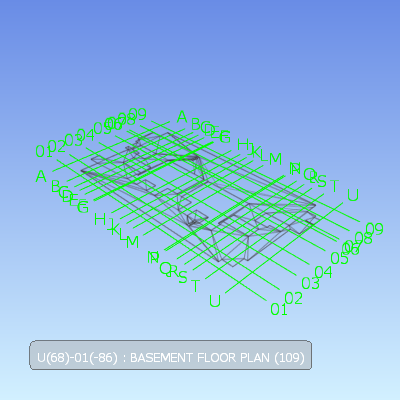 09
08
06
05
04
03
02
01
A
B
C
D
E
F
G
H
J
K
L
M
N
P
Q
R
S
T
U
A
B
C
D
E
F
G
H
J
K
L
M
N
P
Q
R
S
T
U
09
08
07
06
05
04
03
02
01
U(68)-01(-86) : BASEMENT FLOOR PLAN (109)